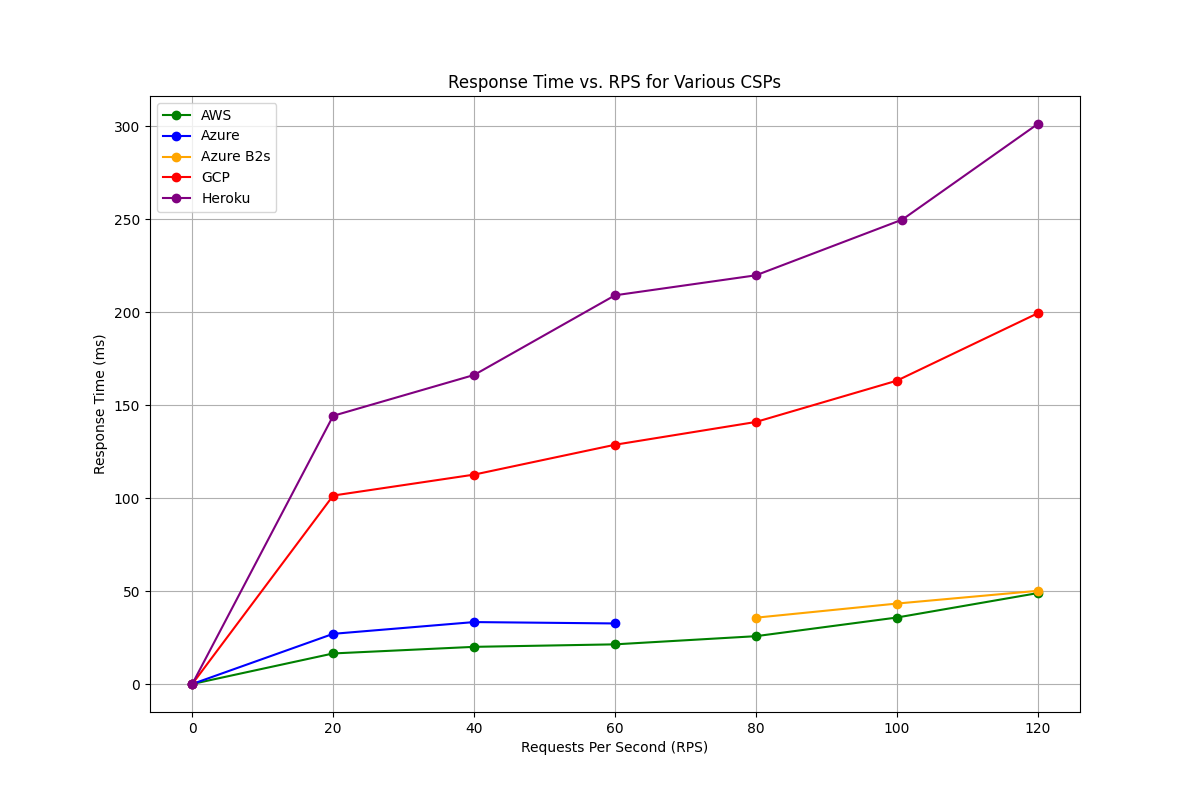 Response Time vs. RPS for Various CSPs
AWS
Azure
Azure B2s
GCP
Heroku
300
250
200
150
100
50
0
Response Time (ms)
0 20 40 60 80 100 120
Requests Per Second (RPS)